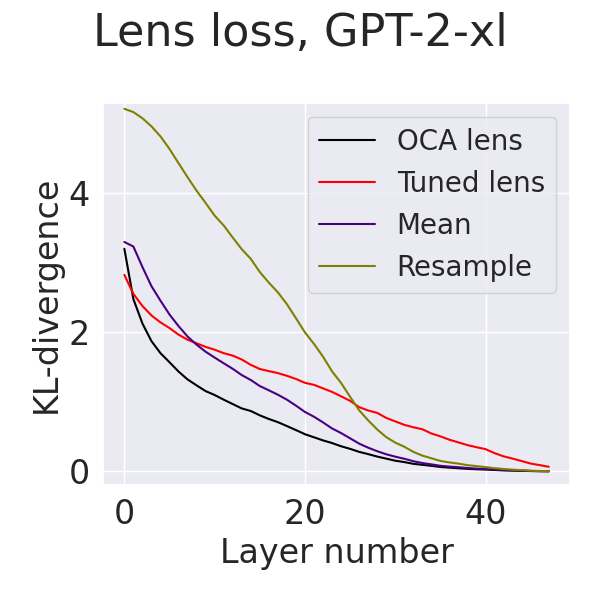 Lens loss, GPT-2-xl
OCA lens
Tuned lens
Mean
Resample
KL-divergence
4
2
0
0 20 40
Layer number